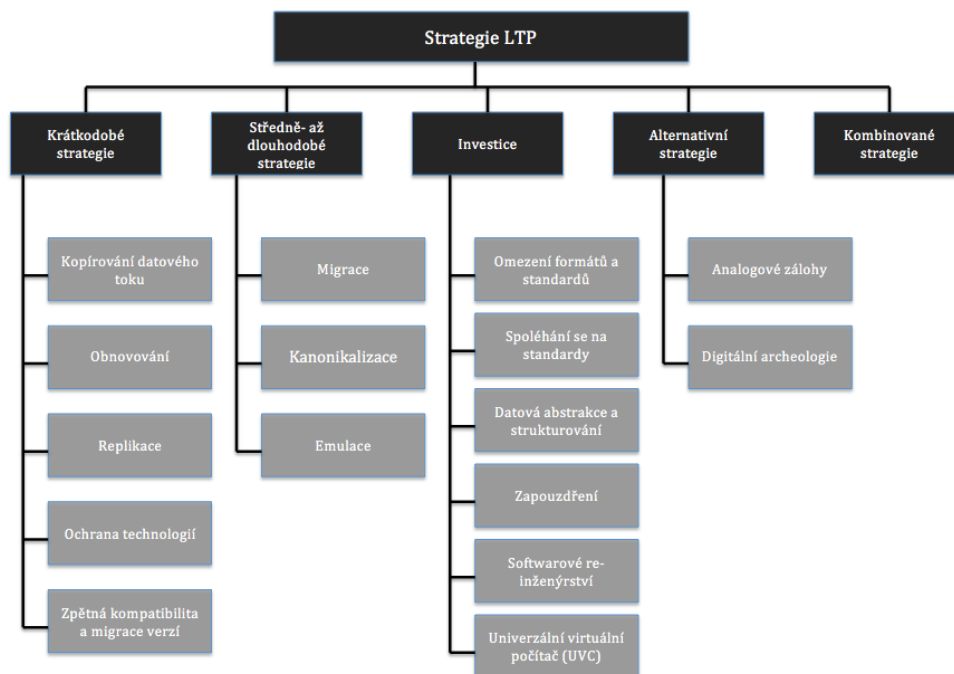 Strategie LTP
Krátkodobé
strategie
Středně- až
dlouhodobé
strategie
Investice
Alternativní
strategie
Kombinované
strategie
Kopírování datového
toku
Obnovování
Replikace
Ochrana technologií
Zpětná kompatibilita
a migrace verzí
Migrace
Kanonikalizace
Emulace
Omezení formátů a
standardů
Spoléhání se na
standardy
Datová abstrakce a
strukturování
Zapouzdření
Softwarové re-
inženýrství
Univerzální virtuální
počítač (UVC)
Analogové zálohy
Digitální archeologie